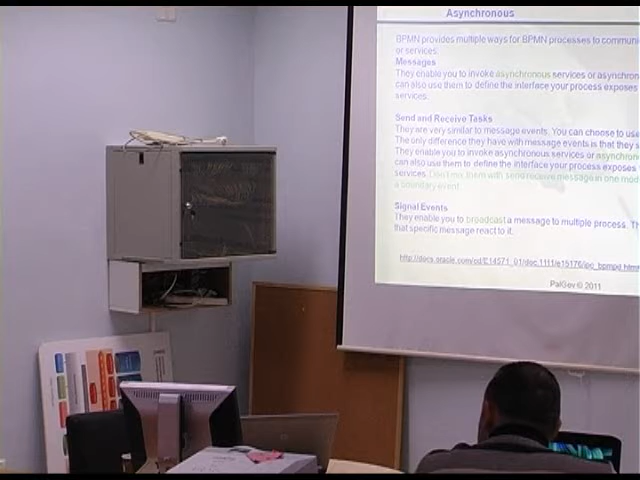 Asynchronous
BPMN provides multiple ways for BPMN processes to
or services.
Messages
They enable you to invoke asynchronous services or
can also use them to define the interface your process exposes
services.
Send and Receive Tasks
They are very similar to message events. You can choose to use
The only difference they have with message events is that they
They enable you to invoke asynchronous services or
can also use them to define the interface your process exposes
services. Don't mix them with send receive message in one
a boundary event.
Signal Events
They enable you to broadcast a message to multiple process.
that specific message react to it.
http://docs.oracle.com/cd/E14571_01/doc.1111/e15176/ipc_bpmpd.htm
PalGov © 2011